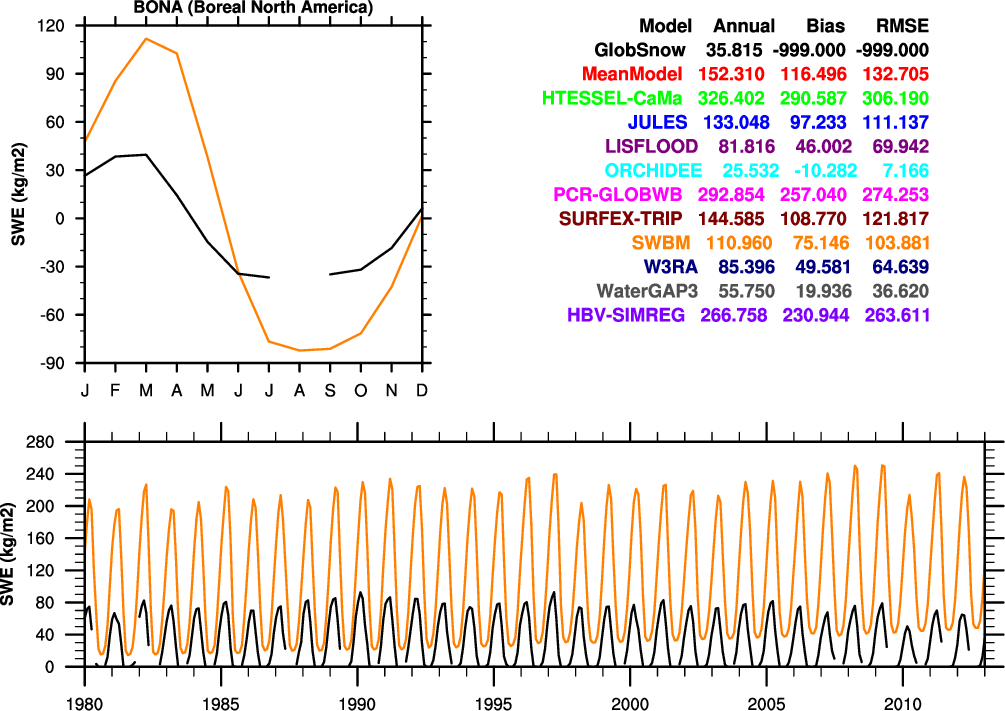 BONA (Boreal North America)
120
90
60
30
0
-30
-60
-90
SWE (kg/m2)
J F M A M J J A S O N D
Model Annual Bias RMSE
GlobSnow 35.815 -999.000 -999.000
MeanModel 152.310 116.496 132.705
HTESSEL-CaMa 326.402 290.587 306.190
JULES 133.048 97.233 111.137
LISFLOOD 81.816 46.002 69.942
ORCHIDEE 25.532 -10.282 7.166
PCR-GLOBWB 292.854 257.040 274.253
SURFEX-TRIP 144.585 108.770 121.817
SWBM 110.960 75.146 103.881
W3RA 85.396 49.581 64.639
WaterGAP3 55.750 19.936 36.620
HBV-SIMREG 266.758 230.944 263.611
280
240
200
160
120
80
40
0
SWE (kg/m2)
1980 1985 1990 1995 2000 2005 2010